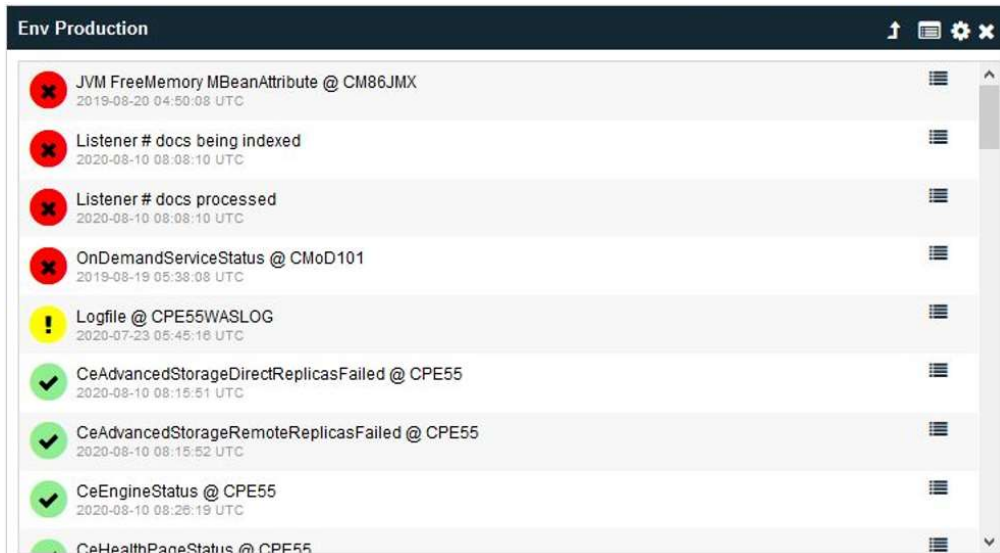 Env Production
JVM FreeMemory MBeanAttribute @ CM86JMX
2019-08-20 04:50:08 UTC
Listener # docs being indexed
2020-08-10 08:08:10 UTC
Listener # docs processed
2020-08-10 08:08:10 UTC
OnDemandServiceStatus @ CMoD101
2019-08-19 05:38:08 UTC
Logfile @ CPE55WASLOG
2020-07-23 05:45:16 UTC
CeAdvancedStorageDirectReplicasFailed @ CPE55
2020-08-10 08:15:51 UTC
CeAdvancedStorageRemoteReplicasFailed @ CPE55
2020-08-10 08:15:52 UTC
CeEngineStatus @ CPE55
2020-08-10 08:26:19 UTC
CeHealthPageStatus @ CPE55